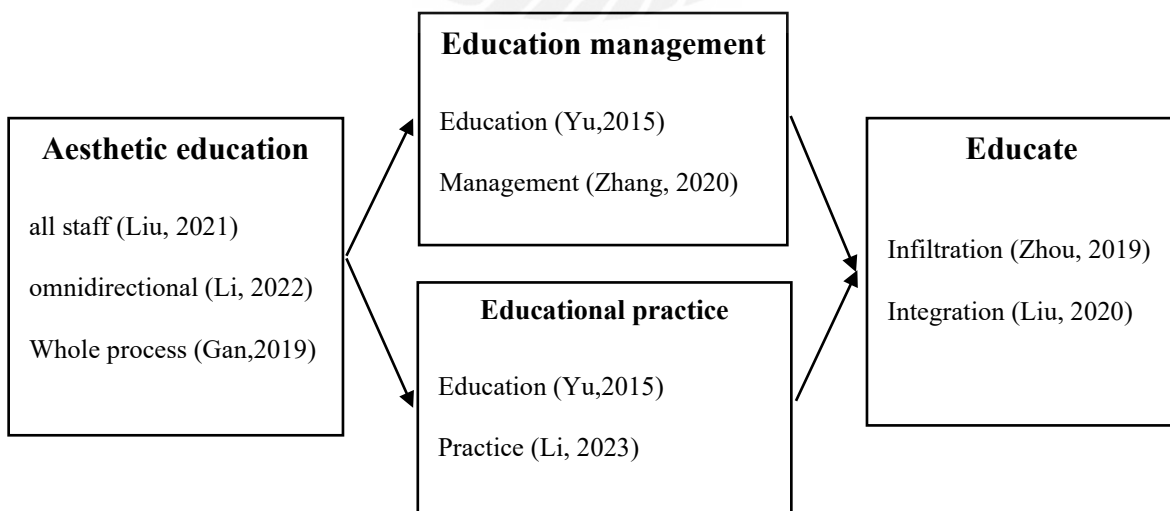 Aesthetic education
all staff (Liu, 2021)
omnidirectional (Li, 2022)
Whole process (Gan,2019)
Education management
Education (Yu,2015)
Management (Zhang, 2020)
Educational practice
Education (Yu,2015)
Practice (Li, 2023)
Educate
Infiltration (Zhou, 2019)
Integration (Liu, 2020)